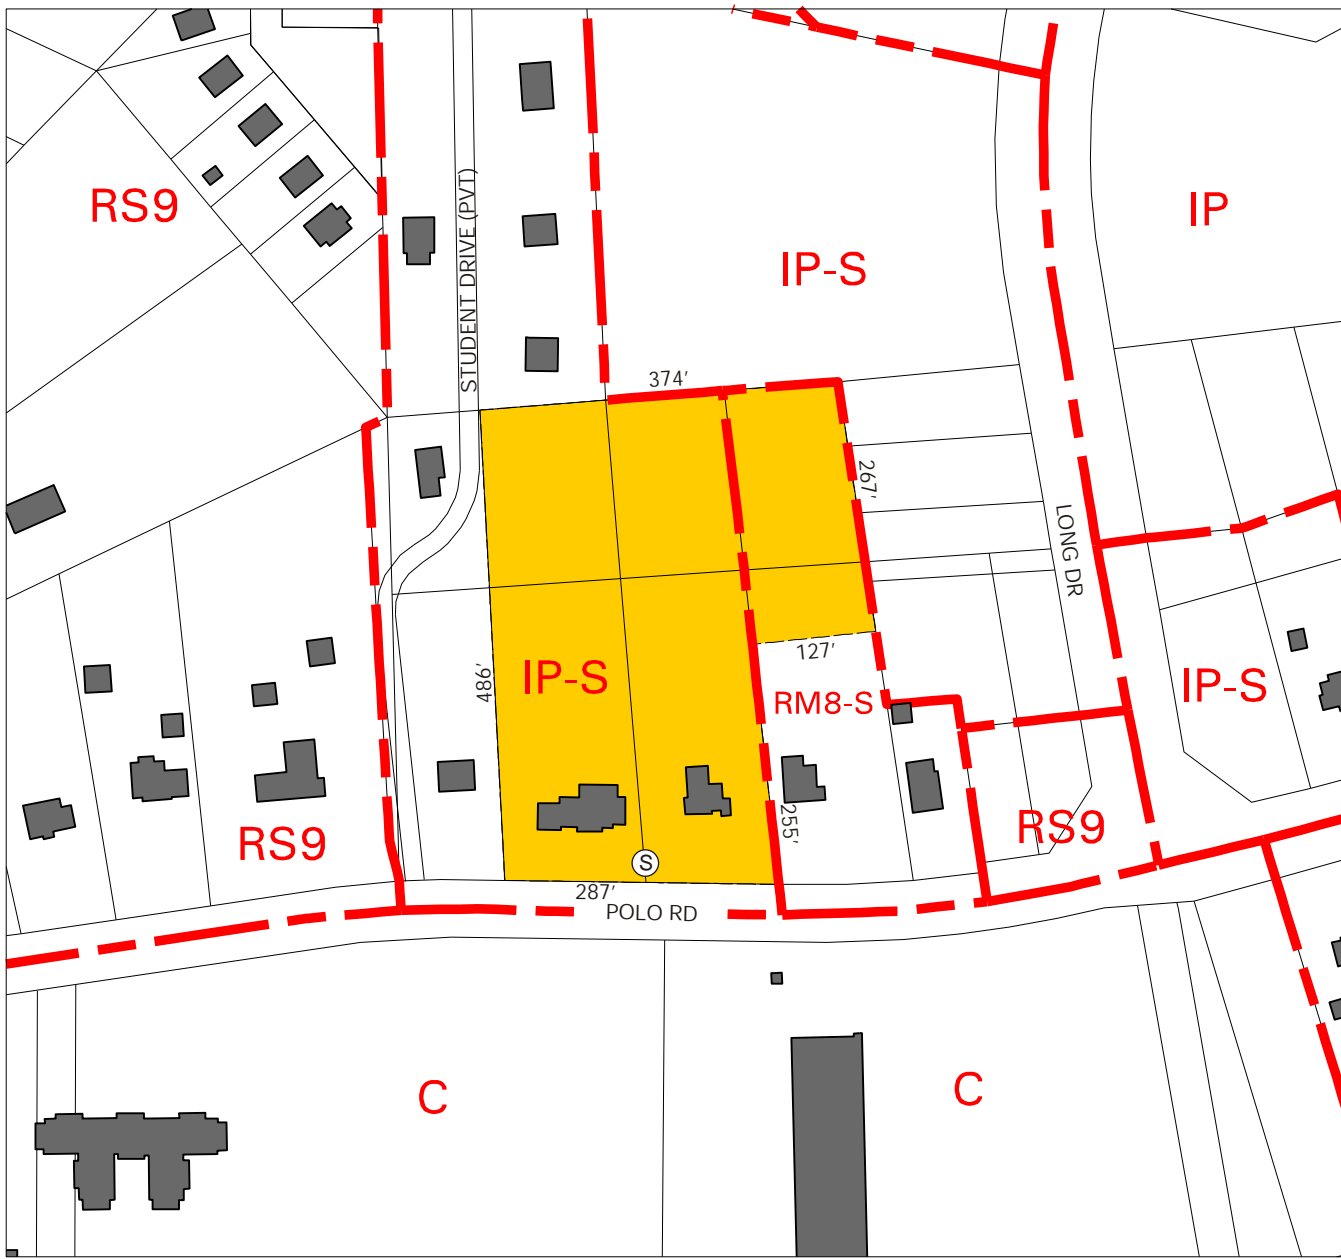 RS9
STUDENT DRIVE (PVT)
IP
IP-S
374'
267'
LONG DR
127'
486'
IP-S
RM8-S
IP-S
255'
RS9
RS9
S
287'
POLO RD
C
C